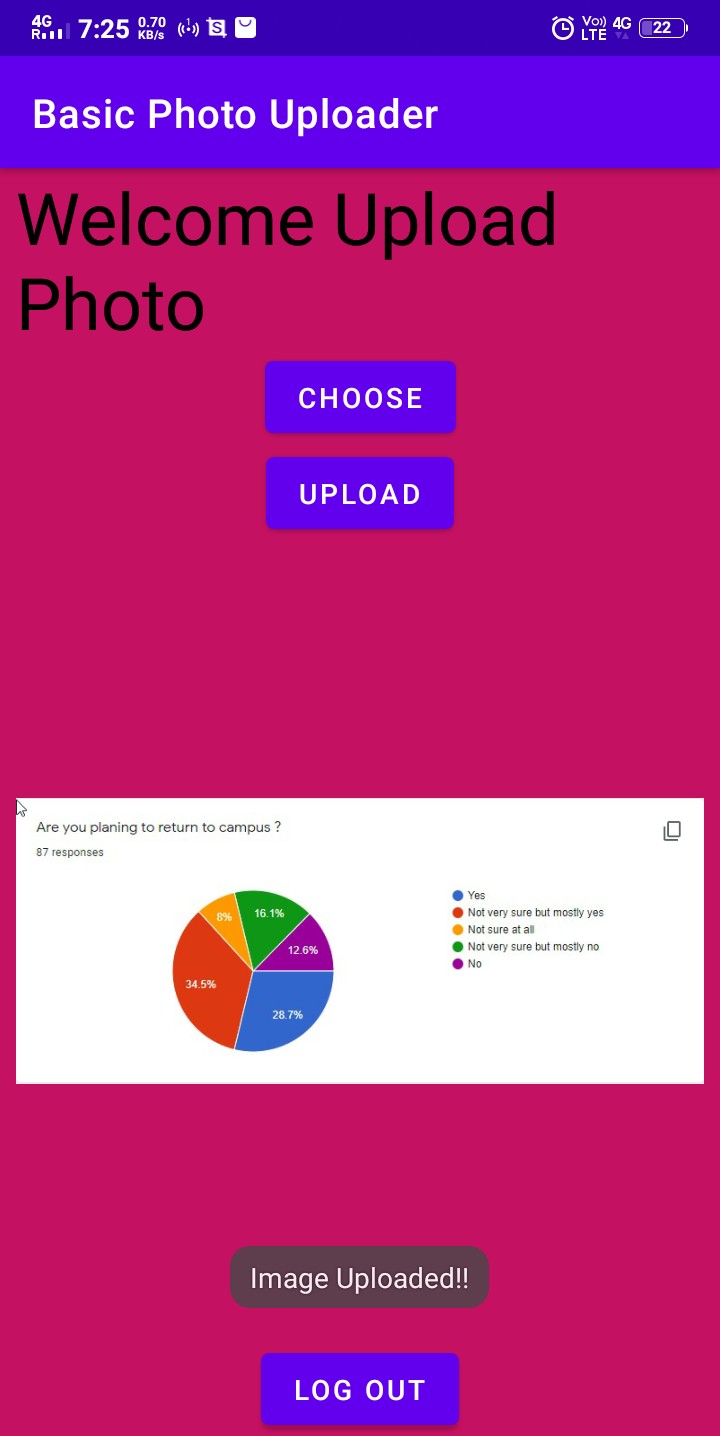 4G R 7:25 0.70 KB/s Vo)) LTE 4G 22
Basic Photo Uploader
Welcome Upload
Photo
CHOOSE
UPLOAD
Are you planing to return to campus ?
87 responses
8%
16.1%
12.6%
34.5%
28.7%
Yes
Not very sure but mostly yes
Not sure at all
Not very sure but mostly no
No
Image Uploaded!!
LOG OUT